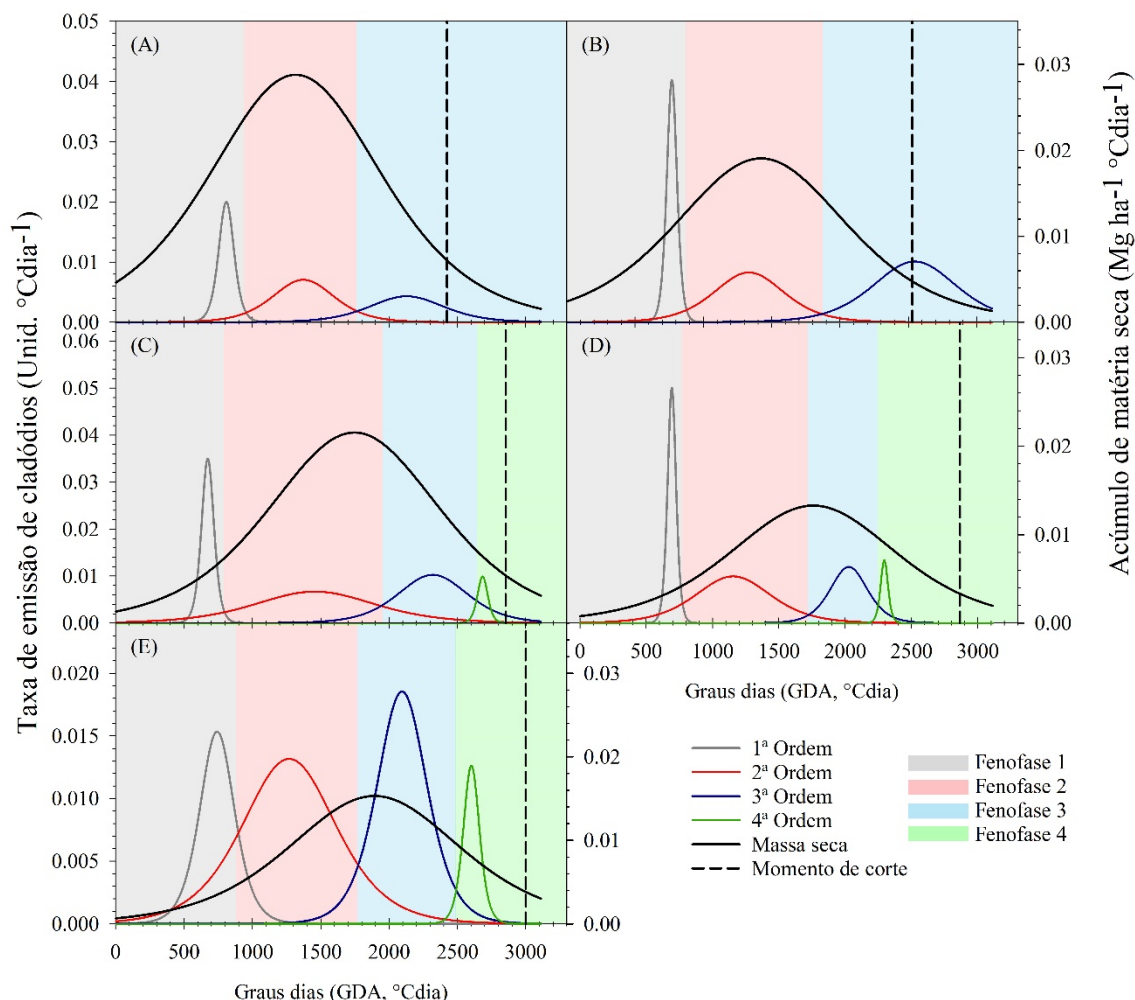 0.05
0.04
0.03
0.02
0.01
0.00
(A)
(B)
0.03
0.02
0.01
0.00
0.06
0.05
0.04
0.03
0.02
0.01
0.00
(C)
(D)
0.03
0.02
0.01
0.00
0 500 1000 1500 2000 2500 3000
Graus dias (GDA, °Cdia)
0.020
0.015
0.010
0.005
0.000
(E)
0.03
0.02
0.01
0.00
0 500 1000 1500 2000 2500 3000
Graus dias (GDA, °Cdia)
Taxa de emissão de cladódios (Unid. °Cdia-1)
Acúmulo de matéria seca (Mg ha-1 °Cdia-1)
1ª Ordem
2ª Ordem
3ª Ordem
4ª Ordem
Massa seca
Momento de corte
Fenofase 1
Fenofase 2
Fenofase 3
Fenofase 4